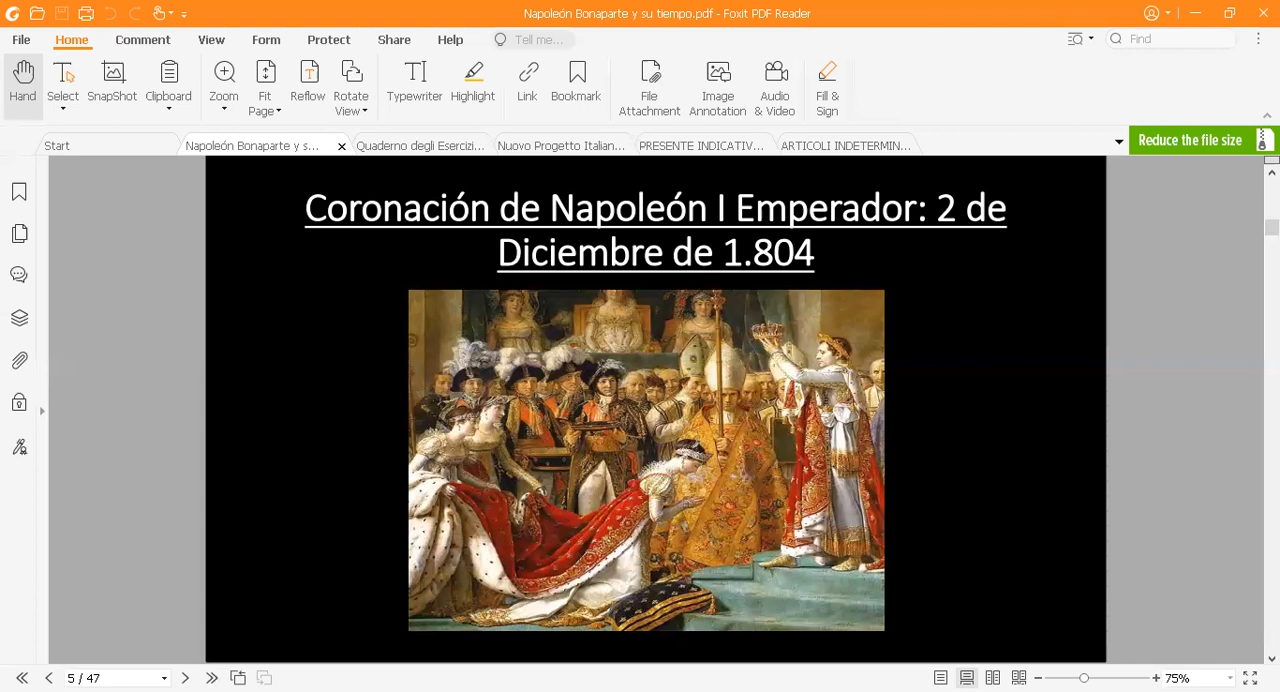 Napoleón Bonaparte y su tiempo.pdf - Foxit PDF Reader
File Home Comment View Form Protect Share Help Tell me... Find
Hand Select SnapShot Clipboard Zoom Fit Page Reflow Rotate View Typewriter Highlight Link Bookmark File Attachment Image Annotation Audio & Video Fill & Sign
Start Napoleón Bonaparte y s... Quaderno degli Esercizi... Nuovo Progetto Italian... PRESENTE INDICATIV... ARTICOLI INDETERMIN... Reduce the file size
Coronación de Napoleón I Emperador: 2 de
Diciembre de 1.804
5 / 47 75%